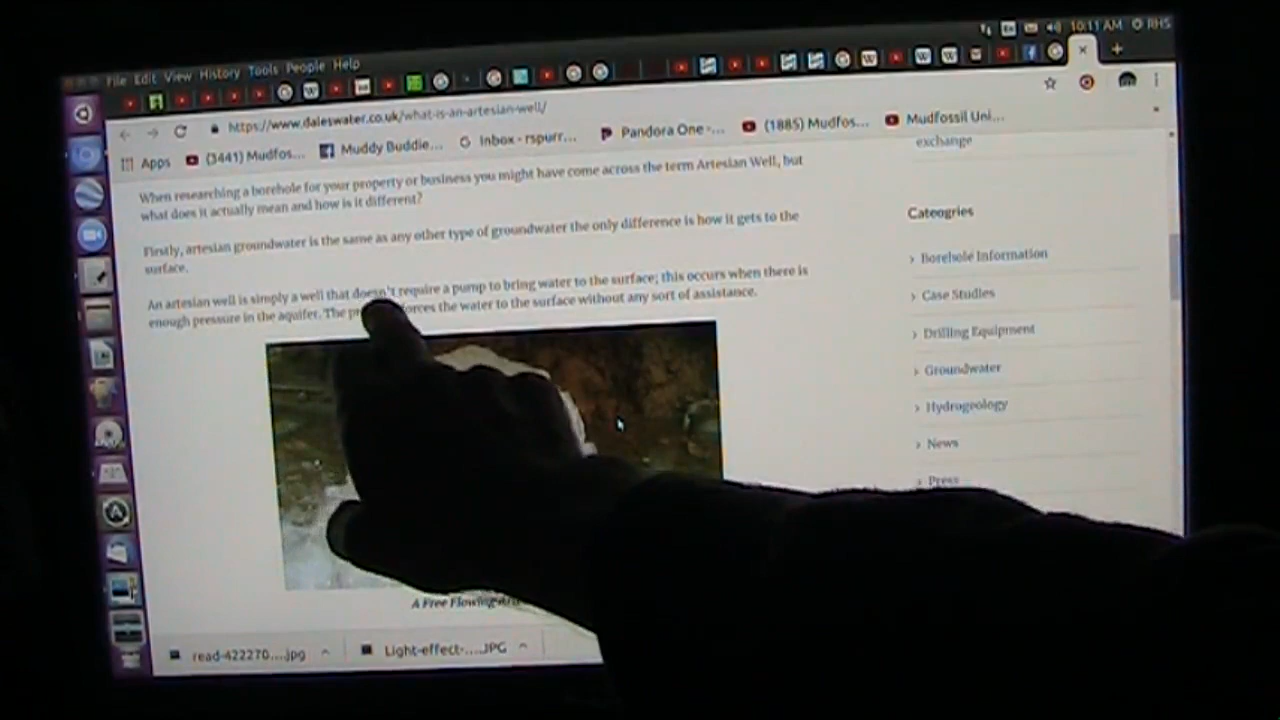 10:11 AM RHS
File Edit View History Tools People Help
https://www.daleswater.co.uk/what-is-an-artesian-well/
Apps (3441) Mudfos... Muddy Buddie... Inbox - rspurr... Pandora One -... (1885) Mudfos... Mudfossil Uni...
exchange
When researching a borehole for your property or business you might have come across the term Artesian Well, but
what does it actually mean and how is it different?
Firstly, artesian groundwater is the same as any other type of groundwater the only difference is how it gets to the
surface.
An artesian well is simply a well that doesn't require a pump to bring water to the surface; this occurs when there is
enough pressure in the aquifer. The forces the water to the surface without any sort of assistance.
A Free Flowing
Cateogries
› Borehole Information
› Case Studies
› Drilling Equipment
› Groundwater
› Hydrogeology
› News
› Press
read-422270....jpg Light-effect-....JPG